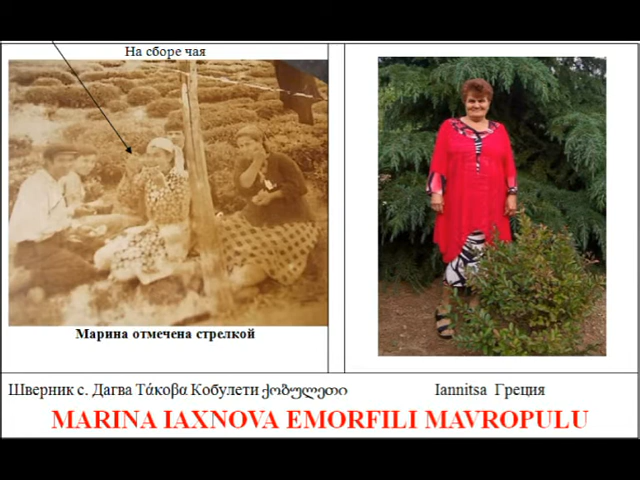 На сборе чая
Марина отмечена стрелкой
Шверник с. Дагва Τάκοβα Кобулети ქობულეთი
Iannitsa Греция
MARINA IAXNOVA EMORFILI MAVROPULU